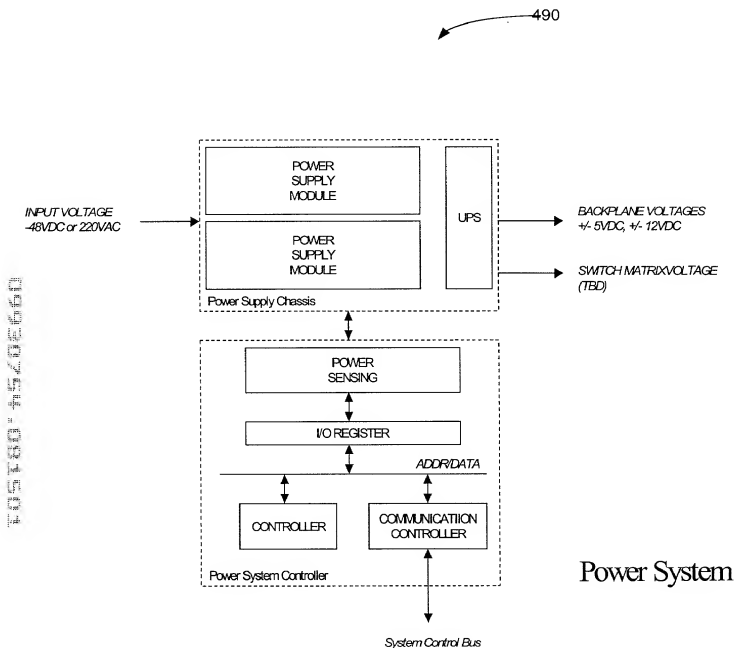 490
POWER
SUPPLY
MODULE
UPS
INPUT VOLTAGE
-48VDC or 220VAC
BACKPLANE VOLTAGES
+/- 5VDC, +/- 12VDC
POWER
SUPPLY
MODULE
SWITCH MATRIXVOLTAGE
(TBD)
Power Supply Chassis
POWER
SENSING
I/O REGISTER
ADDR/DATA
CONTROLLER
COMMUNICATIION
CONTROLLER
Power System Controller
Power System
System Control Bus